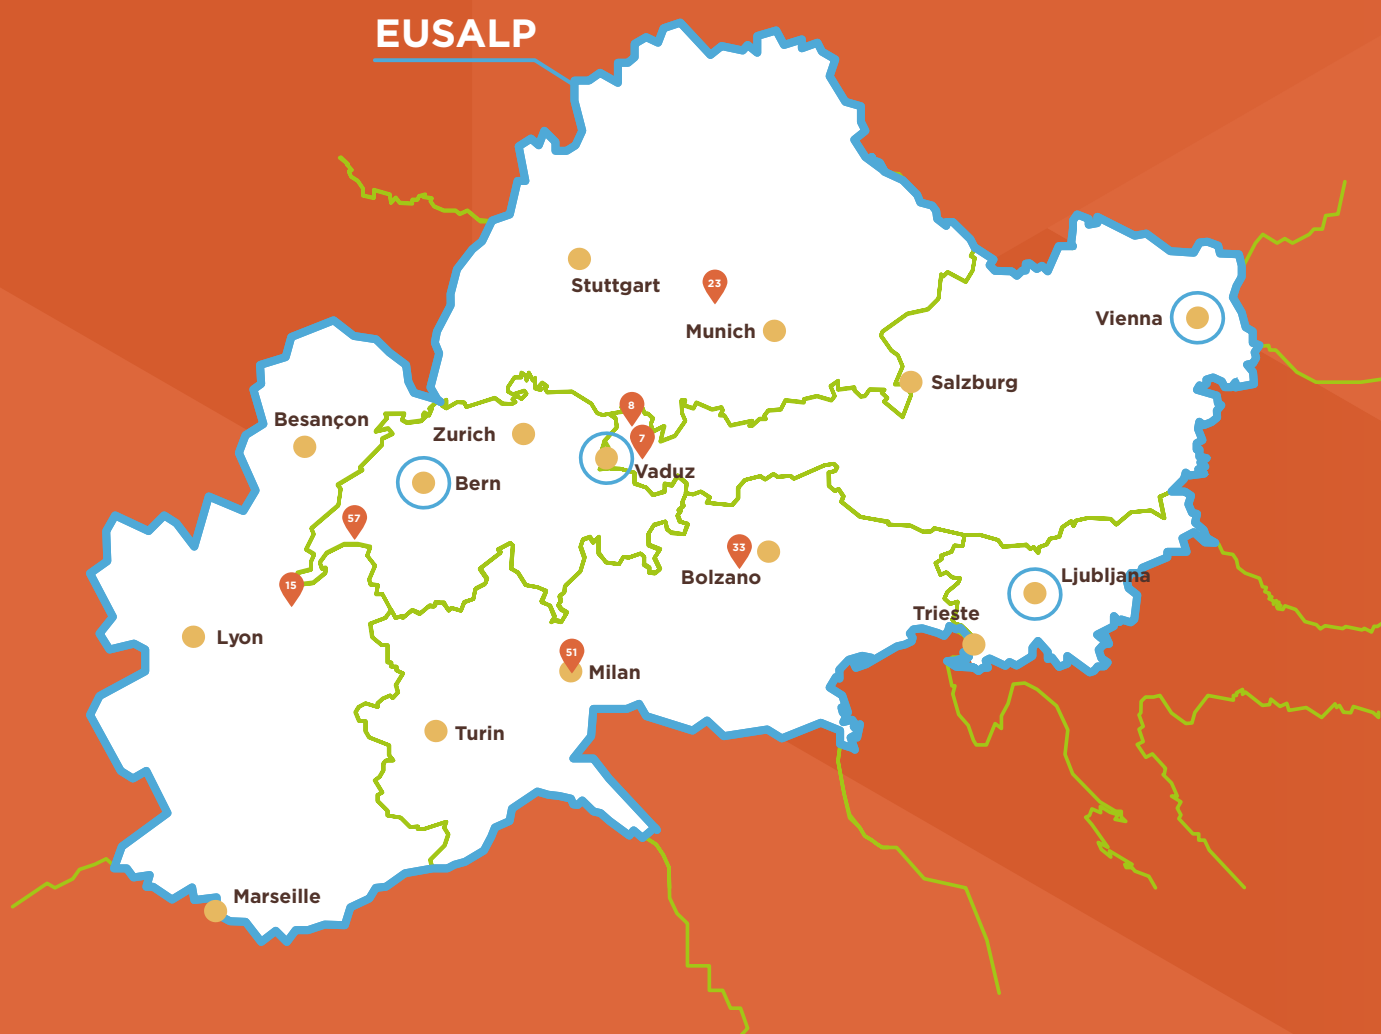 EUSALP
Stuttgart
23
Munich
Vienna
Salzburg
8
Besançon
Zurich
7
Vaduz
Bern
57
33
Bolzano
Ljubljana
15
Trieste
Lyon
51
Milan
Turin
Marseille